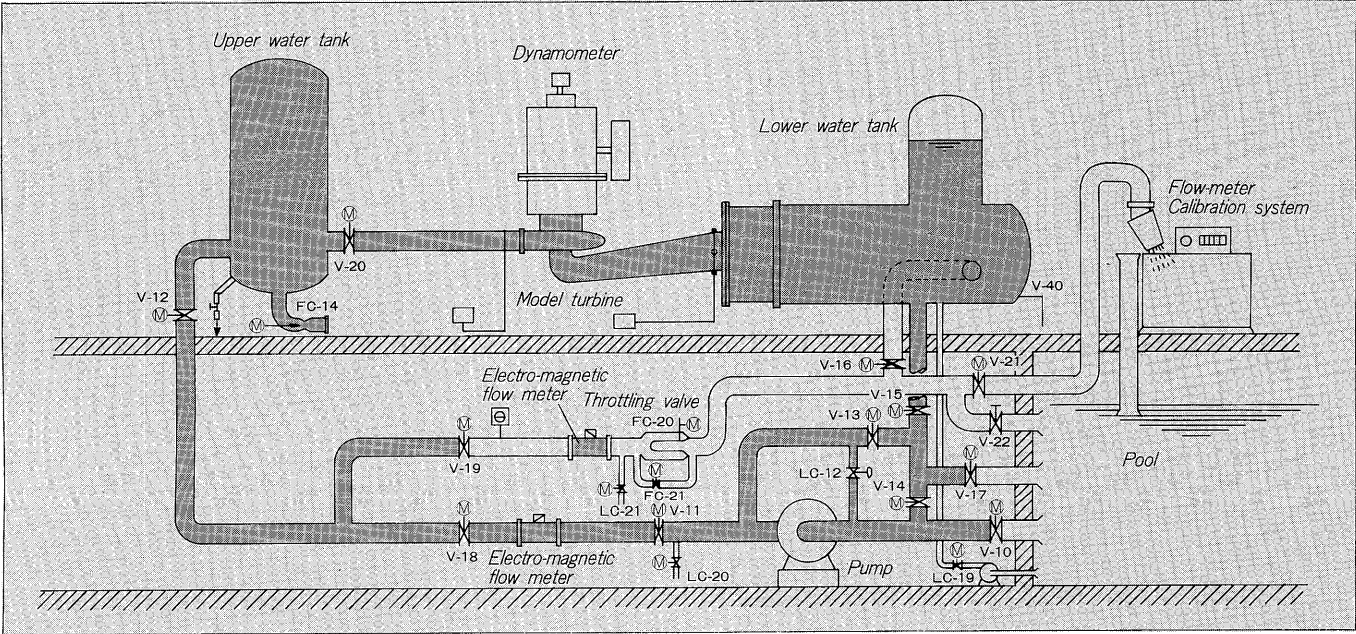 Upper water tank
Dynamometer
Lower water tank
Flow-meter
Calibration system
M
V-20
V-12
M
FC-14
M
Model turbine
V-40
Electro-magnetic
flow meter
Throttling valve
V-16
M
M
V-21
V-15
V-13
M
M
FC-20
M
M
V-19
V-22
Pool
LC-12
V-14
M
V-17
M
M
FC-21
M
LC-21
M
V-11
M
V-18
Electro-magnetic
flow meter
M
LC-20
Pump
M
V-10
M
LC-19